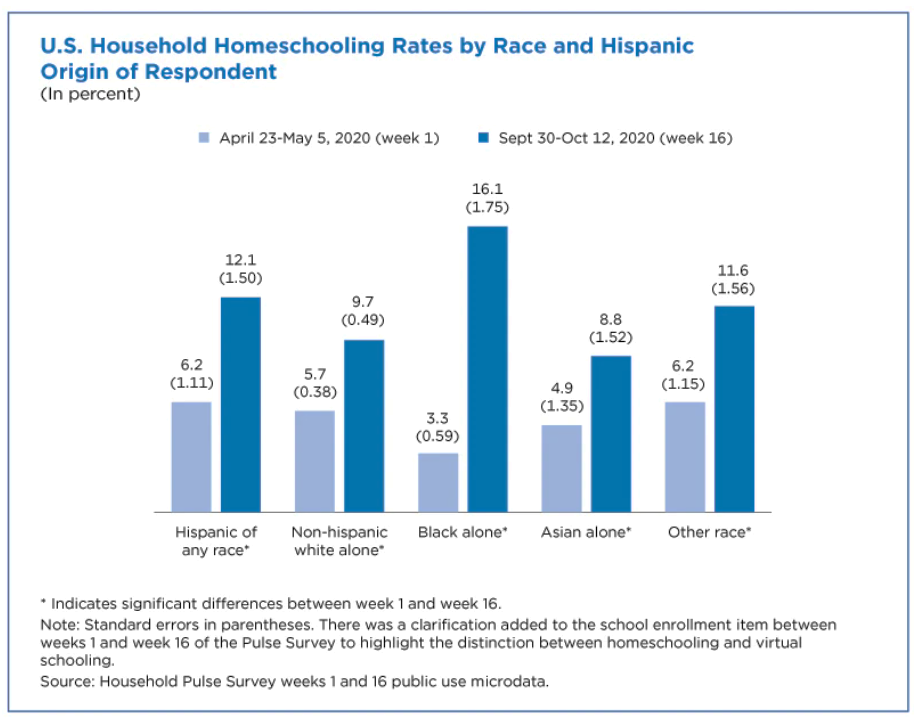 U.S. Household Homeschooling Rates by Race and Hispanic
Origin of Respondent
(In percent)
April 23-May 5, 2020 (week 1)
Sept 30-Oct 12, 2020 (week 16)
6.2
(1.11)
12.1
(1.50)
5.7
(0.38)
9.7
(0.49)
3.3
(0.59)
16.1
(1.75)
4.9
(1.35)
8.8
(1.52)
6.2
(1.15)
11.6
(1.56)
Hispanic of
any race*
Non-hispanic
white alone*
Black alone*
Asian alone*
Other race*
* Indicates significant differences between week 1 and week 16.
Note: Standard errors in parentheses. There was a clarification added to the school enrollment item between
weeks 1 and week 16 of the Pulse Survey to highlight the distinction between homeschooling and virtual
schooling.
Source: Household Pulse Survey weeks 1 and 16 public use microdata.